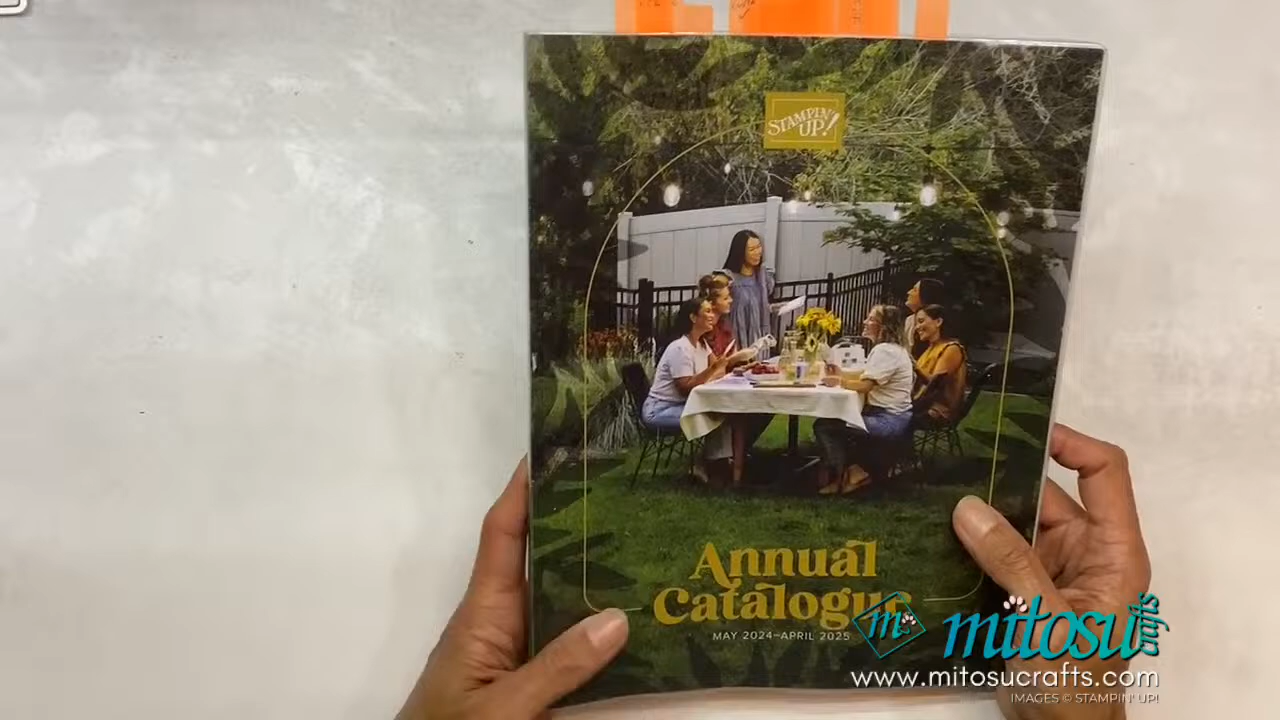 STAMPIN'
UP!
Annual
Catalogue
MAY 2024–APRIL 2025
m
mitosu
crafts
www.mitosucrafts.com
IMAGES © STAMPIN' UP!